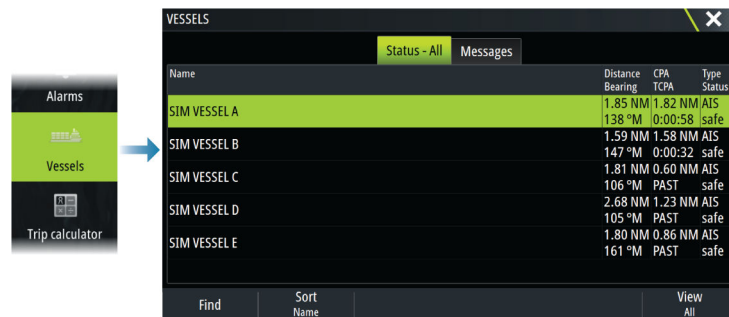 Alarms
Vessels
Trip calculator
VESSELS
Status - All Messages
Name Distance CPA Type
Bearing TCPA Status
SIM VESSEL A 1.85 NM 1.82 NM AIS
138 °M 0:00:58 safe
SIM VESSEL B 1.59 NM 1.58 NM AIS
147 °M 0:00:32 safe
SIM VESSEL C 1.81 NM 0.60 NM AIS
106 °M PAST safe
SIM VESSEL D 2.68 NM 1.23 NM AIS
105 °M PAST safe
SIM VESSEL E 1.80 NM 0.86 NM AIS
161 °M PAST safe
Find Sort View
Name All